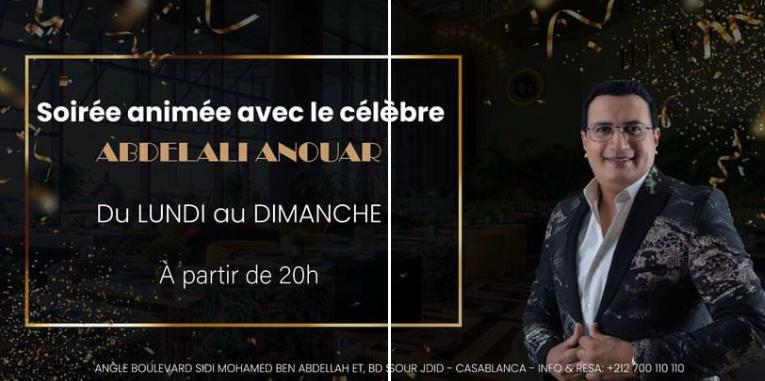 Soirée animée avec le célèbre
ABDELALI ANOUAR
Du LUNDI au DIMANCHE
À partir de 20h
ANGLE BOULEVARD SIDI MOHAMED BEN ABDELLAH ET, BD SSOUR JDID - CASABLANCA - INFO & RESA: +212 700 110 110